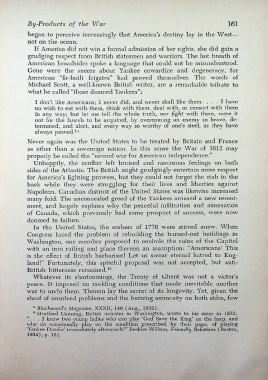 By-Products of the War 161
began to perceive increasingly that America's destiny lay in the West—
not on the ocean.
If America did not win a formal admission of her rights, she did gain a
grudging respect from British statesmen and warriors. The hot breath of
American broadsides spoke a language that could not be misunderstood.
Gone were the sneers about Yankee cowardice and degeneracy, for
American "fir-built frigates" had proved themselves. The words of
Michael Scott, a well-known British writer, are a remarkable tribute to
what he called "those damned Yankees";
I don't like Americans; I never did, and never shall like them. . . . I have
no wish to eat with them, drink with them, deal with, or consort with them
in any way; but let me tell the whole truth, nor fight with them, were it
not for the laurels to be acquired, by overcoming an enemy so brave, de-
termined, and alert, and every way so worthy of one's steel, as they have
always proved.
Never again was the United States to be treated by Britain and France
as other than a sovereign nation. In this sense the War of 1812 may
properly be called the "second war for American independence."
Unhappily, the conflict left bruised and rancorous feelings on both
sides of the Atlantic. The British might grudgingly entertain more respect
for America's fighting prowess, but they could not forget the stab in the
back while they were struggling for their lives and liberties against
Napoleon. Canadian distrust of the United States was likewise increased
many fold. The unconcealed greed of the Yankees aroused a new resent-
ment, and largely explains why the peaceful infiltration and annexation
of Canada, which previously had some prospect of success, were now
doomed to failure.
In the United States, the embers of 1776 were stirred anew. When
Congress faced the problem of rebuilding the burned-out buildings in
Washington, one member proposed to encircle the ruins of the Capitol
with an iron railing and place thereon an ascription: "Americans! This
is the effect of British barbarism! Let us swear eternal hatred to Eng-
land!" Fortunately, this spiteful proposal was not accepted, but anti-
British bitterness remained.
Whatever its shortcomings, the Treaty of Ghent was not a victor's
peace. It imposed no rankling conditions that made inevitable another
war to undo them. Therein lay the secret of its longevity. Yet, given the
sheaf of unsolved problems and the burning animosity on both sides, few
Blackwood's Magazine, XXXII, 146 (Aug., 1832).
Stratford Canning, British minister in Washington, wrote to his sister in 1823:
". . . I know two young ladies who can play 'God Save the King' on the harp, and
who do occasionally play on the condition prescribed by their papa, of playing
'Yankee Doodle' immediately afterwards!" Beckles Willson, Friendly Relations (Boston,
1934), p. 131.